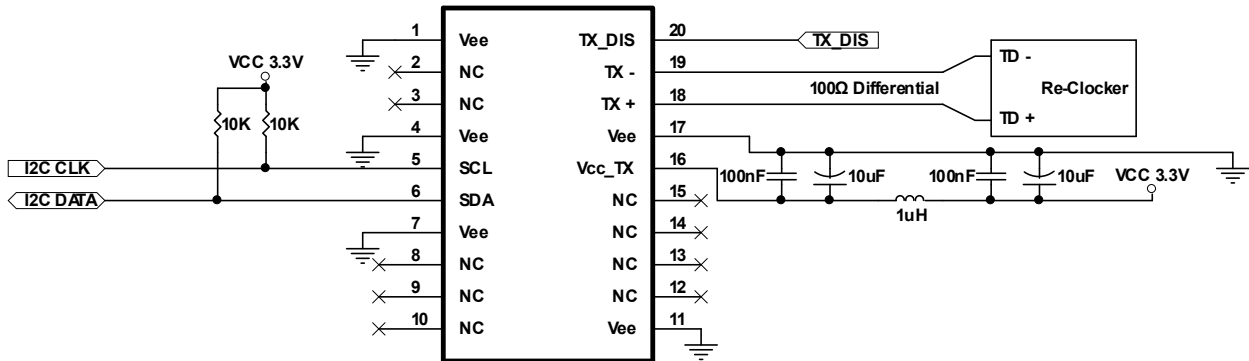 1 Vee
2 NC
3 NC
4 Vee
5 SCL
6 SDA
7 Vee
8 NC
9 NC
10 NC
VCC 3.3V
10K 10K
I2C CLK
I2C DATA
TX_DIS 20
TX - 19
TX + 18
Vee 17
Vcc_TX 16
NC 15
NC 14
NC 13
NC 12
Vee 11
TX_DIS
100Ω Differential
TD -
Re-Clocker
TD +
100nF 10uF 100nF 10uF VCC 3.3V
1uH